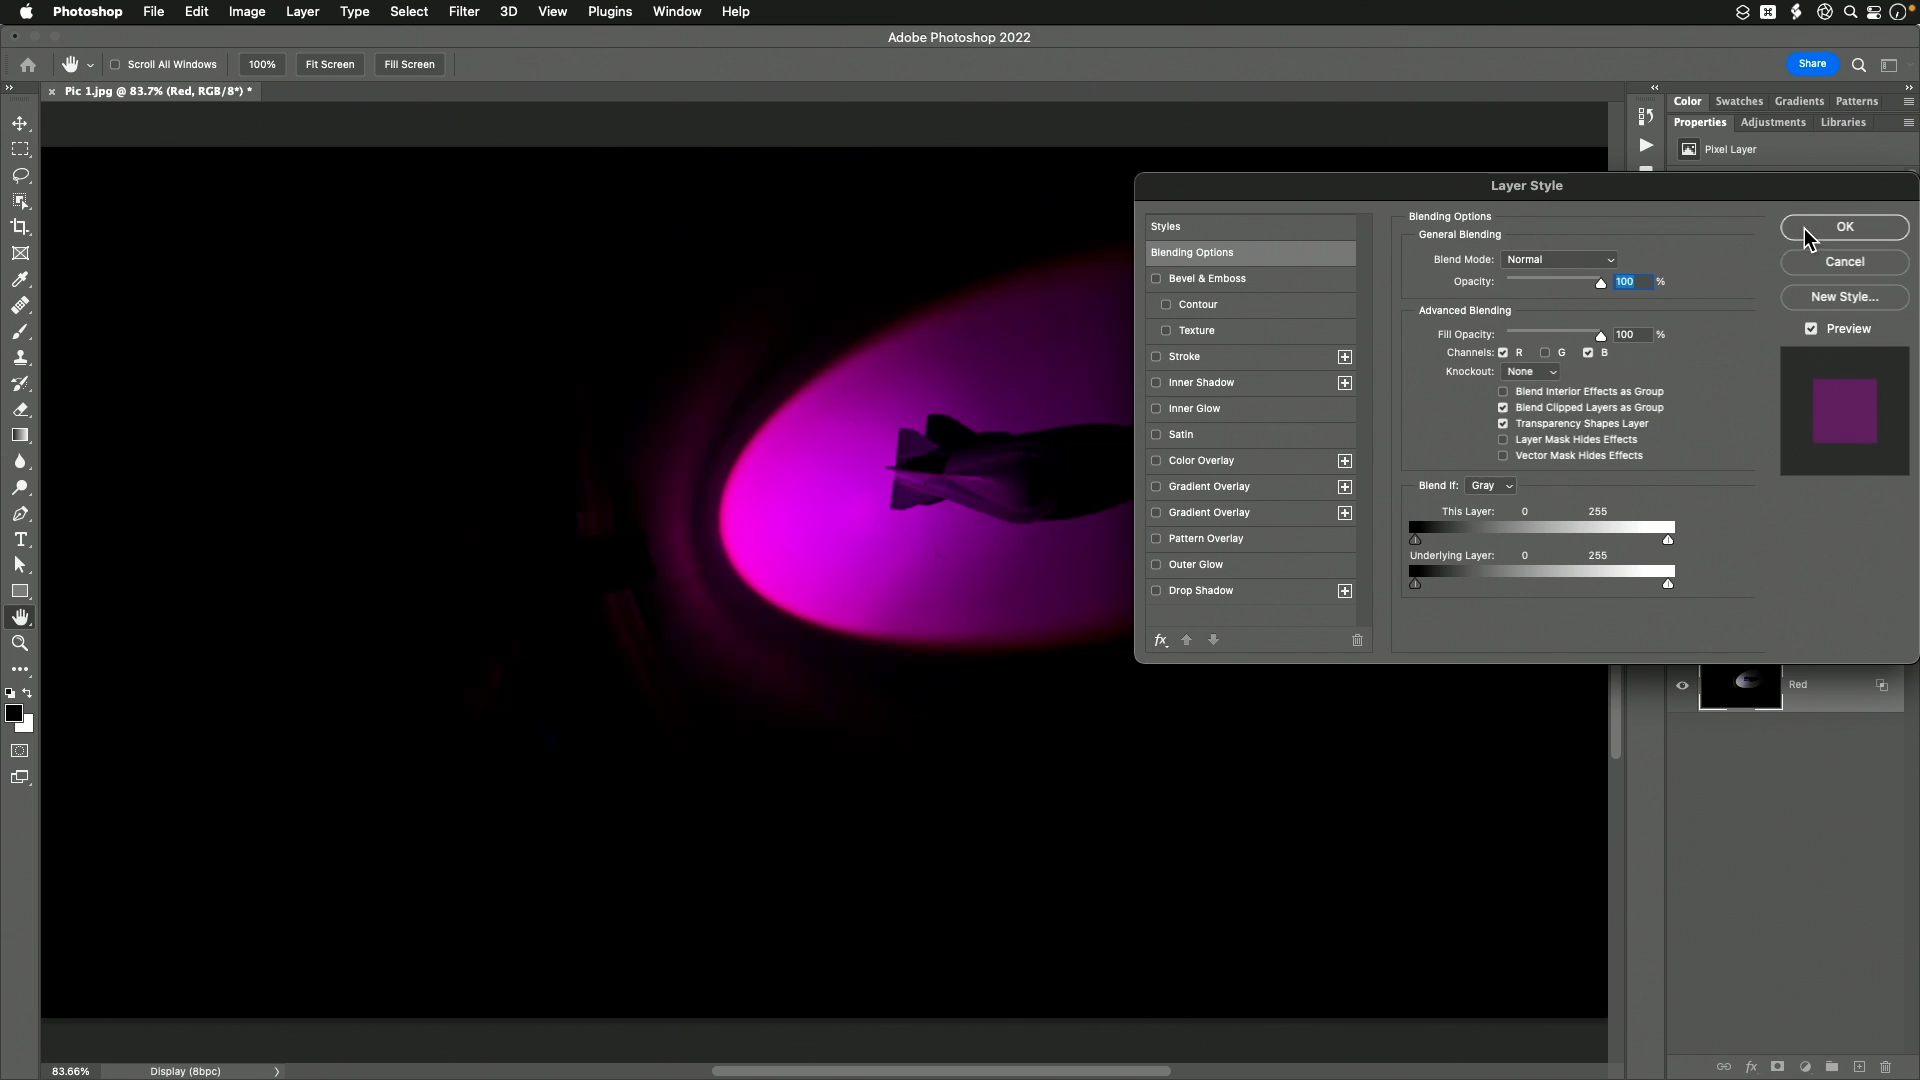 Photoshop File Edit Image Layer Type Select Filter 3D View Plugins Window Help
Adobe Photoshop 2022
Scroll All Windows 100% Fit Screen Fill Screen Share
Pic 1.jpg @ 83.7% (Red, RGB/8*) *
Color Swatches Gradients Patterns
Properties Adjustments Libraries
Pixel Layer
Layer Style
Styles
Blending Options
Bevel & Emboss
Contour
Texture
Stroke
Inner Shadow
Inner Glow
Satin
Color Overlay
Gradient Overlay
Gradient Overlay
Pattern Overlay
Outer Glow
Drop Shadow
fx
Blending Options
General Blending
Blend Mode: Normal
Opacity: 100 %
Advanced Blending
Fill Opacity: 100 %
Channels: R G B
Knockout: None
Blend Interior Effects as Group
Blend Clipped Layers as Group
Transparency Shapes Layer
Layer Mask Hides Effects
Vector Mask Hides Effects
Blend If: Gray
This Layer: 0 255
Underlying Layer: 0 255
OK
Cancel
New Style...
Preview
Red
83.66% Display (8bpc)
fx